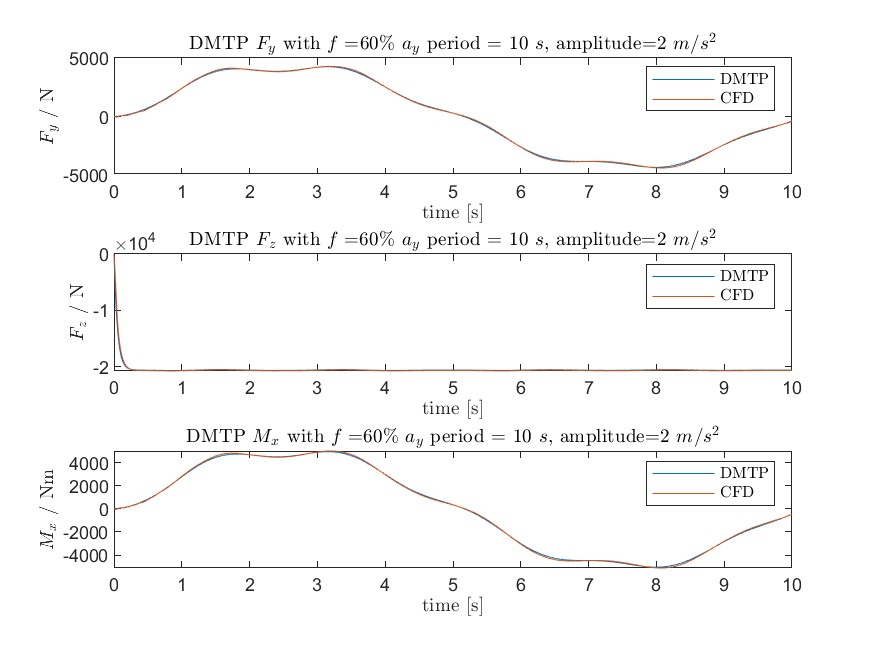 DMTP F_y with f =60% a_y period = 10 s, amplitude=2 m/s^2
5000
0
-5000
F_y / N
DMTP
CFD
0 1 2 3 4 5 6 7 8 9 10
time [s]
DMTP F_z with f =60% a_y period = 10 s, amplitude=2 m/s^2
×10^4
0
-1
-2
F_z / N
DMTP
CFD
0 1 2 3 4 5 6 7 8 9 10
time [s]
DMTP M_x with f =60% a_y period = 10 s, amplitude=2 m/s^2
4000
2000
0
-2000
-4000
M_x / Nm
DMTP
CFD
0 1 2 3 4 5 6 7 8 9 10
time [s]